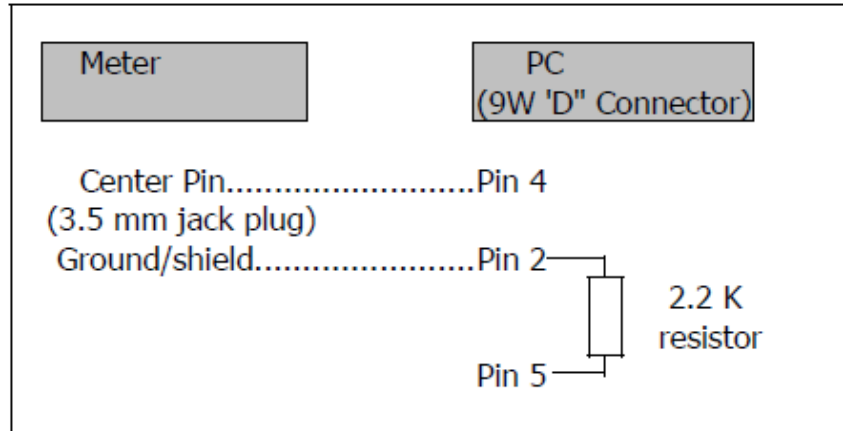 Meter
PC
(9W 'D" Connector)
Center Pin..........................Pin 4
(3.5 mm jack plug)
Ground/shield.......................Pin 2
2.2 K
resistor
Pin 5